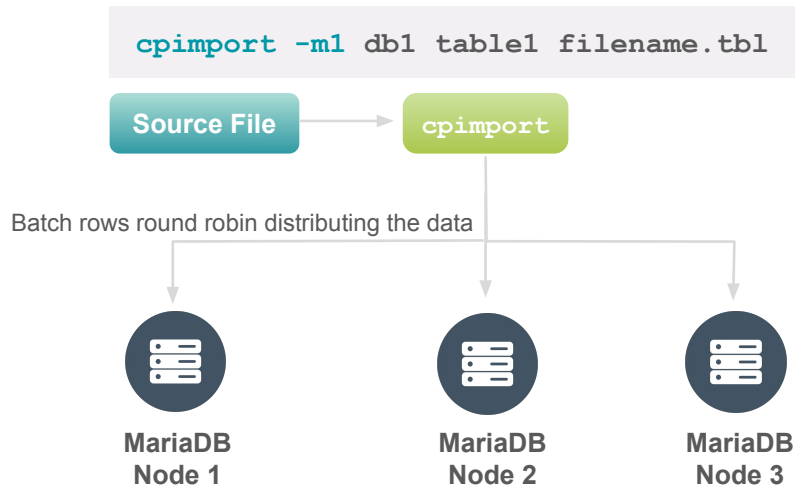 cpimport -m1 db1 table1 filename.tbl
Source File
cpimport
Batch rows round robin distributing the data
MariaDB
Node 1
MariaDB
Node 2
MariaDB
Node 3